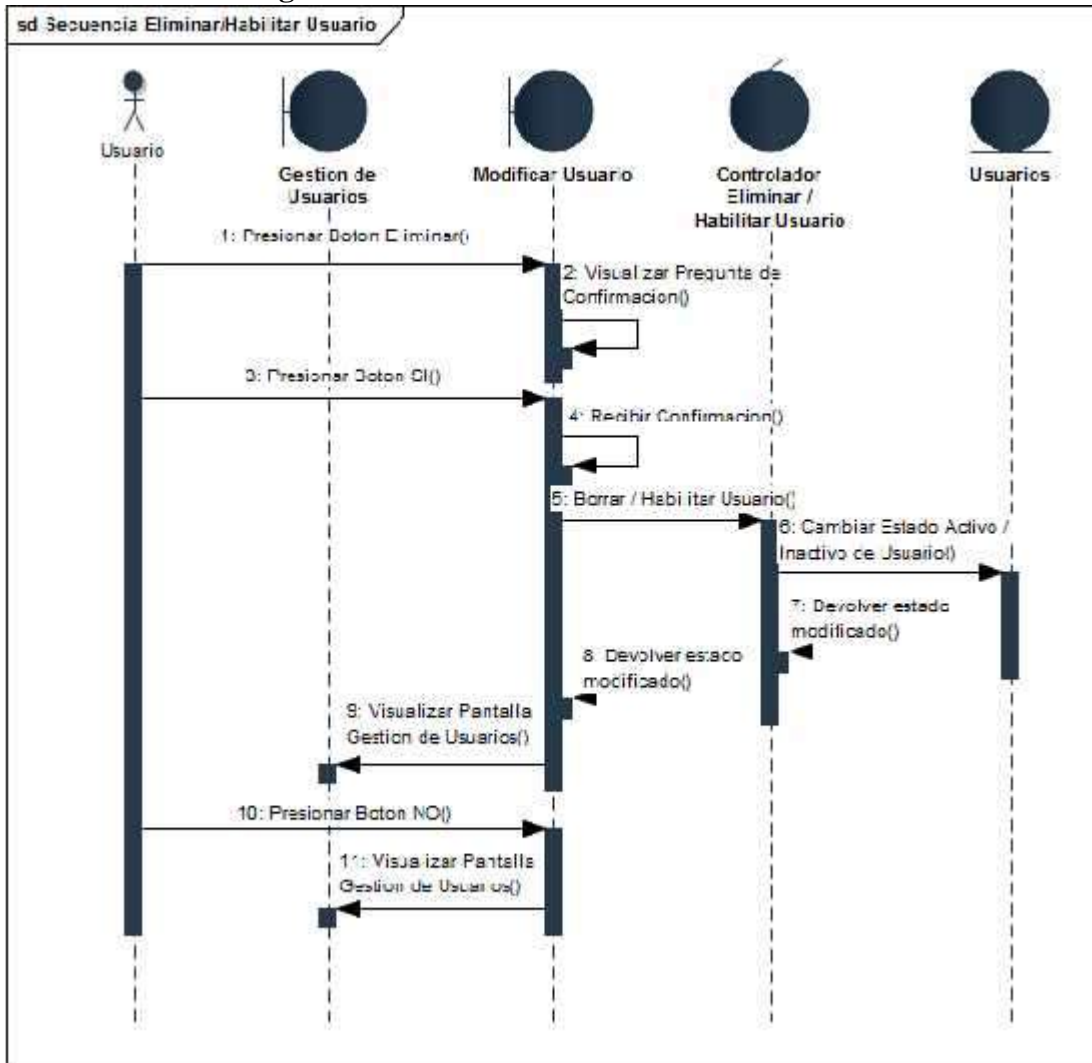 sd Secuencia Eliminar/Habilitar Usuario
Usuario
Gestion de
Usuarios
Modificar Usuario
Controlador
Eliminar /
Habilitar Usuario
Usuarios
1: Presionar Boton Eliminar()
2: Visualizar Pregunta de
Confirmacion()
3: Presionar Boton SI()
4: Recibir Confirmacion()
5: Borrar / Habilitar Usuario()
6: Cambiar Estado Activo /
Inactivo de Usuario()
7: Devolver estado
modificado()
8: Devolver estado
modificado()
9: Visualizar Pantalla
Gestion de Usuarios()
10: Presionar Boton NO()
11: Visualizar Pantalla
Gestion de Usuarios()